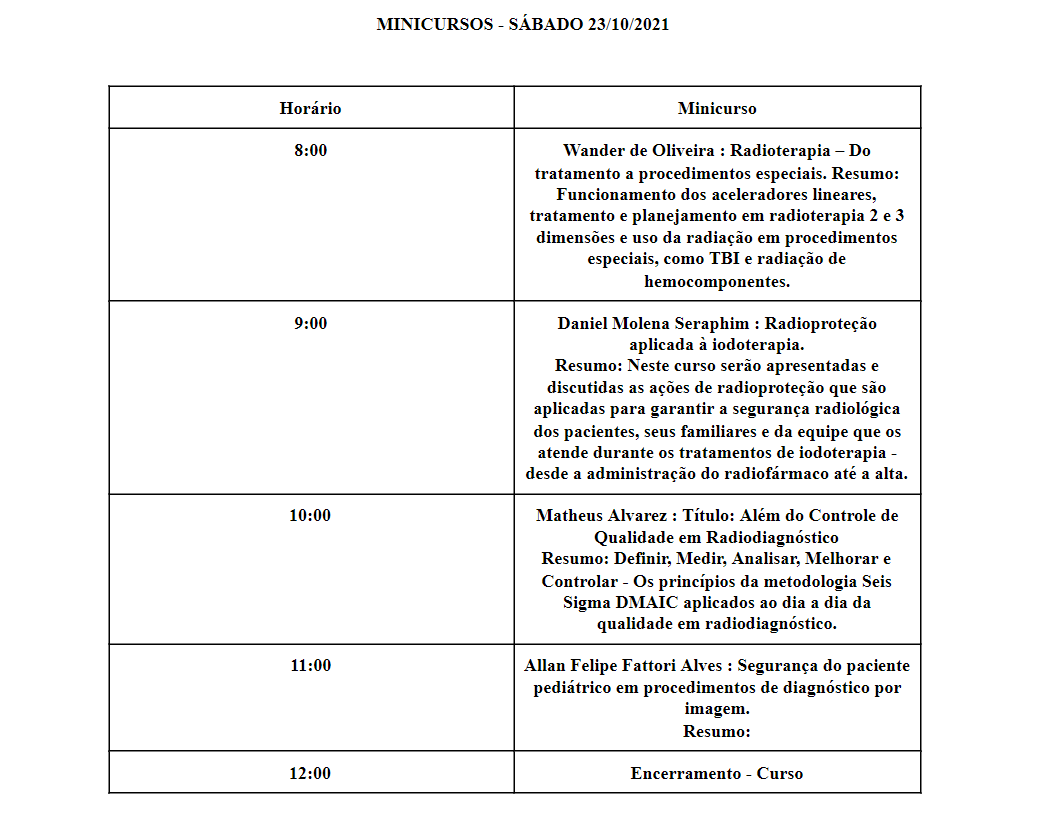 MINICURSOS - SÁBADO 23/10/2021
Horário
Minicurso
8:00
Wander de Oliveira : Radioterapia – Do
tratamento a procedimentos especiais. Resumo:
Funcionamento dos aceleradores lineares,
tratamento e planejamento em radioterapia 2 e 3
dimensões e uso da radiação em procedimentos
especiais, como TBI e radiação de
hemocomponentes.
9:00
Daniel Molena Seraphim : Radioproteção
aplicada à iodoterapia.
Resumo: Neste curso serão apresentadas e
discutidas as ações de radioproteção que são
aplicadas para garantir a segurança radiológica
dos pacientes, seus familiares e da equipe que os
atende durante os tratamentos de iodoterapia -
desde a administração do radiofármaco até a alta.
10:00
Matheus Alvarez : Título: Além do Controle de
Qualidade em Radiodiagnóstico
Resumo: Definir, Medir, Analisar, Melhorar e
Controlar - Os princípios da metodologia Seis
Sigma DMAIC aplicados ao dia a dia da
qualidade em radiodiagnóstico.
11:00
Allan Felipe Fattori Alves : Segurança do paciente
pediátrico em procedimentos de diagnóstico por
imagem.
Resumo:
12:00
Encerramento - Curso